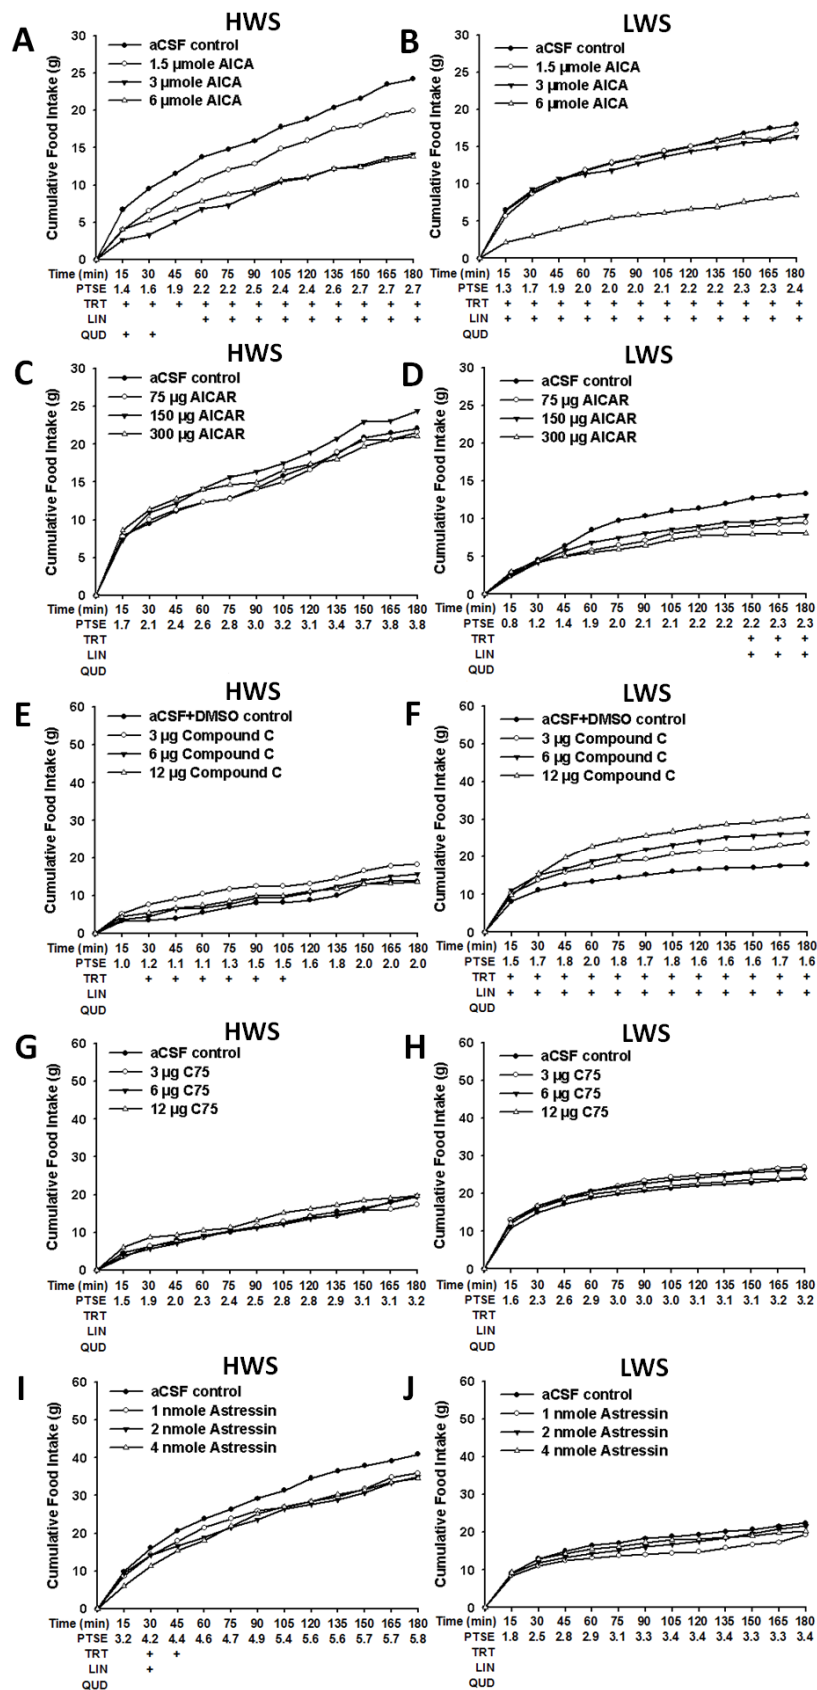 A
HWS
Cumulative Food Intake (g)
30
25
20
15
10
5
0
aCSF control
1.5 µmole AICA
3 µmole AICA
6 µmole AICA
Time (min) 15 30 45 60 75 90 105 120 135 150 165 180
PTSE 1.4 1.6 1.9 2.2 2.2 2.5 2.4 2.4 2.6 2.7 2.7 2.7
TRT + + + + + + + + + + + +
LIN + + + + + + + + +
QUD + +
B
LWS
Cumulative Food Intake (g)
30
25
20
15
10
5
0
aCSF control
1.5 µmole AICA
3 µmole AICA
6 µmole AICA
Time (min) 15 30 45 60 75 90 105 120 135 150 165 180
PTSE 1.3 1.7 1.9 2.0 2.0 2.0 2.1 2.2 2.2 2.3 2.3 2.4
TRT + + + + + + + + + + + +
LIN + + + + + + + + + + + +
QUD
C
HWS
Cumulative Food Intake (g)
30
25
20
15
10
5
0
aCSF control
75 µg AICAR
150 µg AICAR
300 µg AICAR
Time (min) 15 30 45 60 75 90 105 120 135 150 165 180
PTSE 1.7 2.1 2.4 2.6 2.8 3.0 3.2 3.1 3.4 3.7 3.8 3.8
TRT
LIN
QUD
D
LWS
Cumulative Food Intake (g)
30
25
20
15
10
5
0
aCSF control
75 µg AICAR
150 µg AICAR
300 µg AICAR
Time (min) 15 30 45 60 75 90 105 120 135 150 165 180
PTSE 0.8 1.2 1.4 1.9 2.0 2.1 2.1 2.2 2.2 2.2 2.3 2.3
TRT + + +
LIN + + +
QUD
E
HWS
Cumulative Food Intake (g)
60
50
40
30
20
10
0
aCSF+DMSO control
3 µg Compound C
6 µg Compound C
12 µg Compound C
Time (min) 15 30 45 60 75 90 105 120 135 150 165 180
PTSE 1.0 1.2 1.1 1.1 1.3 1.5 1.5 1.6 1.8 2.0 2.0 2.0
TRT + + + + + +
LIN
QUD
F
LWS
Cumulative Food Intake (g)
60
50
40
30
20
10
0
aCSF+DMSO control
3 µg Compound C
6 µg Compound C
12 µg Compound C
Time (min) 15 30 45 60 75 90 105 120 135 150 165 180
PTSE 1.5 1.7 1.8 2.0 1.8 1.7 1.8 1.6 1.6 1.6 1.7 1.6
TRT + + + + + + + + + + + +
LIN + + + + + + + + + + + +
QUD
G
HWS
Cumulative Food Intake (g)
60
50
40
30
20
10
0
aCSF control
3 µg C75
6 µg C75
12 µg C75
Time (min) 15 30 45 60 75 90 105 120 135 150 165 180
PTSE 1.5 1.9 2.0 2.3 2.4 2.5 2.8 2.8 2.9 3.1 3.1 3.2
TRT
LIN
QUD
H
LWS
Cumulative Food Intake (g)
60
50
40
30
20
10
0
aCSF control
3 µg C75
6 µg C75
12 µg C75
Time (min) 15 30 45 60 75 90 105 120 135 150 165 180
PTSE 1.6 2.3 2.6 2.9 3.0 3.0 3.0 3.1 3.1 3.1 3.2 3.2
TRT
LIN
QUD
I
HWS
Cumulative Food Intake (g)
60
50
40
30
20
10
0
aCSF control
1 nmole Astressin
2 nmole Astressin
4 nmole Astressin
Time (min) 15 30 45 60 75 90 105 120 135 150 165 180
PTSE 3.2 4.2 4.4 4.6 4.7 4.9 5.4 5.6 5.6 5.7 5.7 5.8
TRT + +
LIN +
QUD
J
LWS
Cumulative Food Intake (g)
60
50
40
30
20
10
0
aCSF control
1 nmole Astressin
2 nmole Astressin
4 nmole Astressin
Time (min) 15 30 45 60 75 90 105 120 135 150 165 180
PTSE 1.8 2.5 2.8 2.9 3.1 3.3 3.4 3.4 3.4 3.3 3.3 3.4
TRT
LIN
QUD